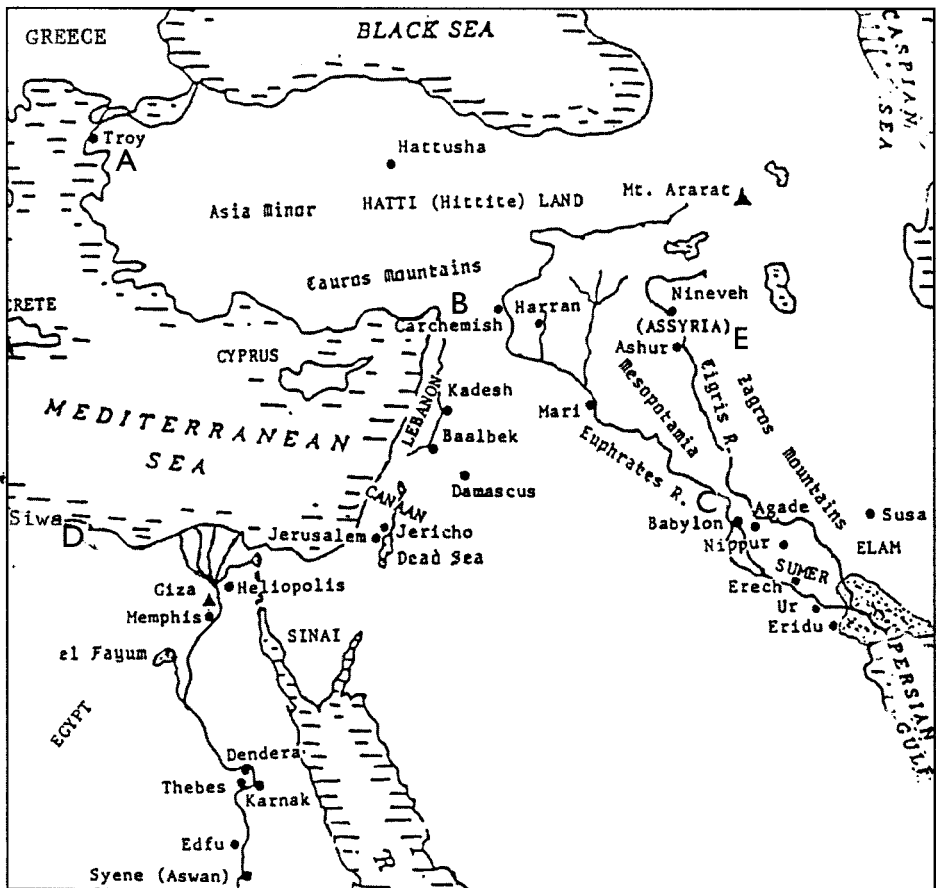 GREECE
BLACK SEA
CASPIAN
SEA
Troy
A
Hattusha
Mt. Ararat
Asia Minor
HATTI (Hittite) LAND
Tauros mountains
B
Nineveh
CRETE
Carchemish
Harran
(ASSYRIA)
E
Ashur
CYPRUS
LEBANON
Kadesh
Mari
Mesopotamia
Tigris R.
Zagros mountains
MEDITERRANEAN
SEA
Baalbek
Euphrates R.
Damascus
CANAAN
C
Agade
Susa
Siwa
D
Jerusalem
Jericho
Babylon
Nippur
ELAM
Dead Sea
SUMER
Giza
Heliopolis
Erech
Memphis
Ur
Eridu
SINAI
el Fayum
PERSIAN
GULF
EGYPT
Dendera
Thebes
Karnak
Edfu
R
Syene (Aswan)